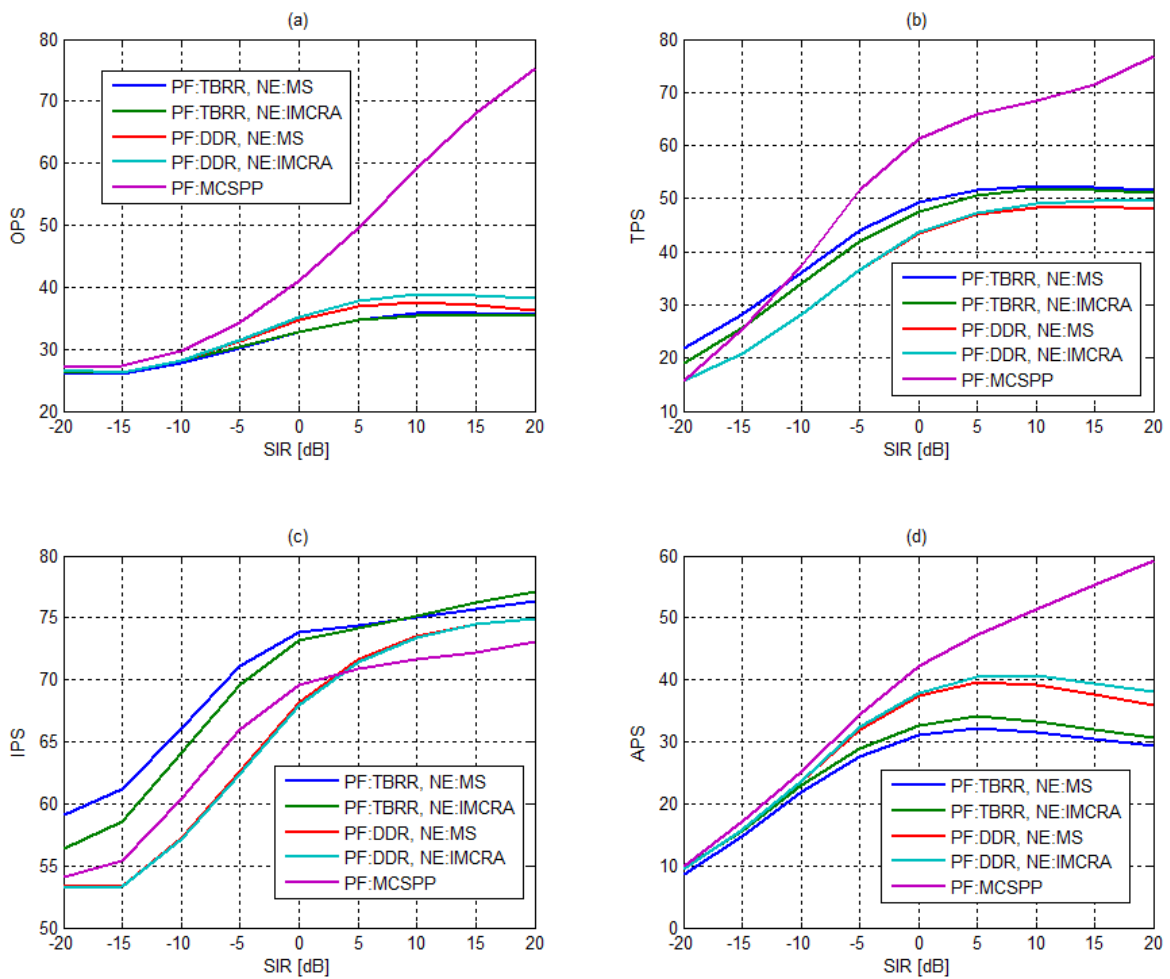 (a)
80
70
60
50
40
30
20
OPS
-20 -15 -10 -5 0 5 10 15 20
SIR [dB]
PF:TBRR, NE:MS
PF:TBRR, NE:IMCRA
PF:DDR, NE:MS
PF:DDR, NE:IMCRA
PF:MCSPP
(b)
80
70
60
50
40
30
20
10
TPS
-20 -15 -10 -5 0 5 10 15 20
SIR [dB]
PF:TBRR, NE:MS
PF:TBRR, NE:IMCRA
PF:DDR, NE:MS
PF:DDR, NE:IMCRA
PF:MCSPP
(c)
80
75
70
65
60
55
50
IPS
-20 -15 -10 -5 0 5 10 15 20
SIR [dB]
PF:TBRR, NE:MS
PF:TBRR, NE:IMCRA
PF:DDR, NE:MS
PF:DDR, NE:IMCRA
PF:MCSPP
(d)
60
50
40
30
20
10
0
APS
-20 -15 -10 -5 0 5 10 15 20
SIR [dB]
PF:TBRR, NE:MS
PF:TBRR, NE:IMCRA
PF:DDR, NE:MS
PF:DDR, NE:IMCRA
PF:MCSPP